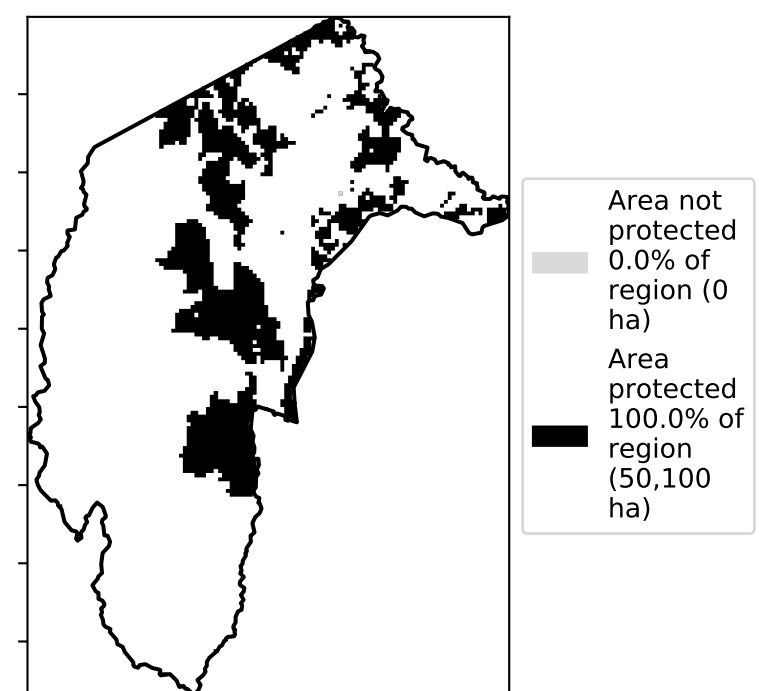 Area not
protected
0.0% of
region (0
ha)
Area
protected
100.0% of
region
(50,100
ha)